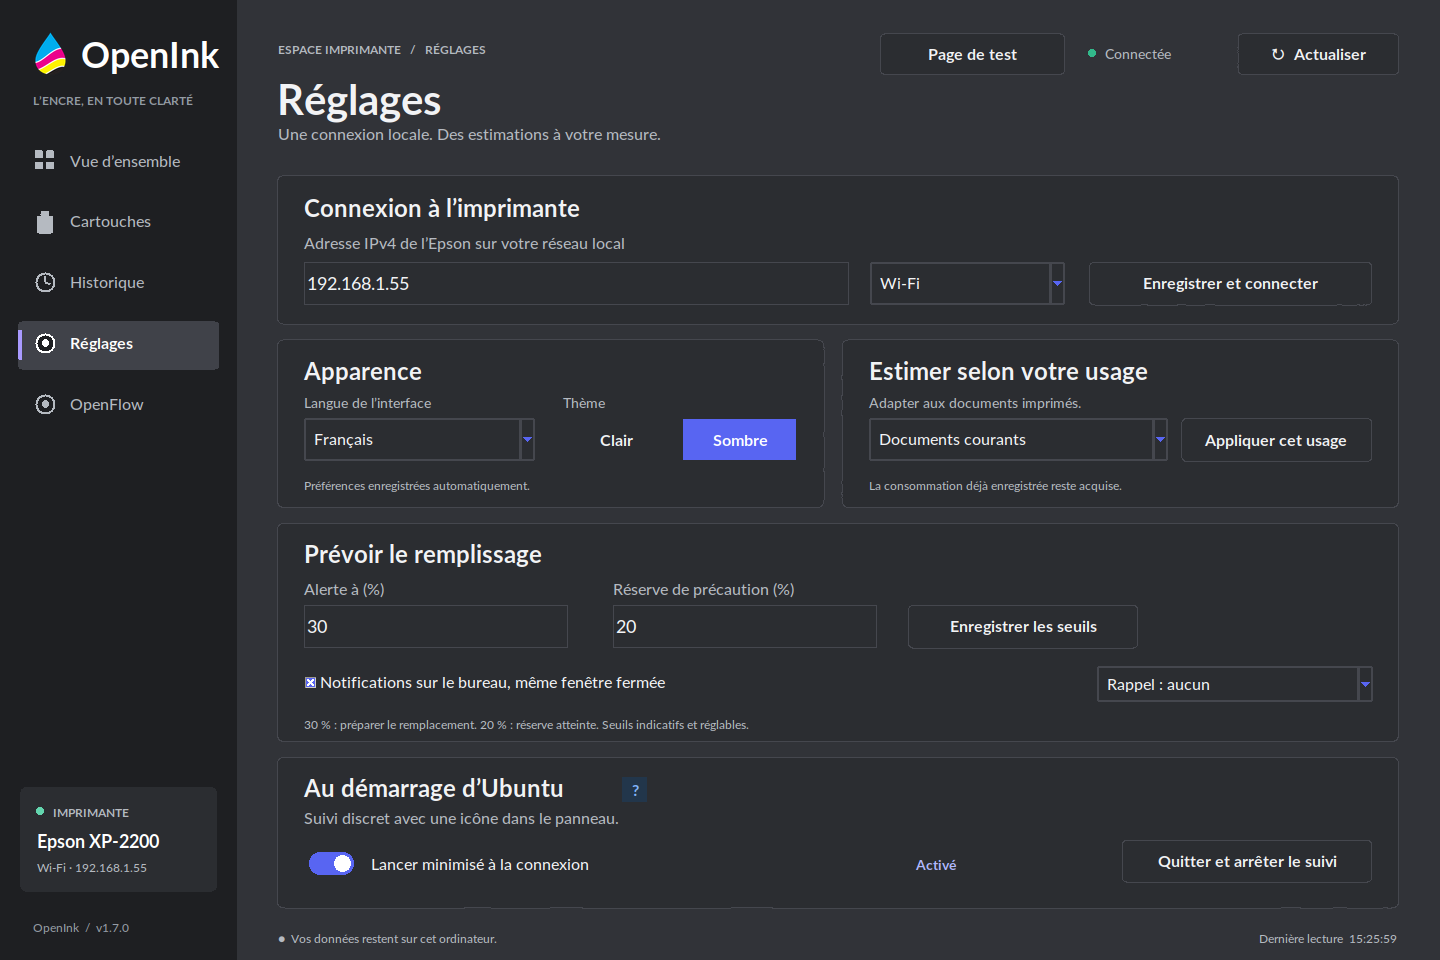 OpenInk
L’ENCRE, EN TOUTE CLARTÉ
Vue d’ensemble
Cartouches
Historique
Réglages
OpenFlow
IMPRIMANTE
Epson XP-2200
Wi-Fi · 192.168.1.55
OpenInk / v1.7.0
ESPACE IMPRIMANTE / RÉGLAGES
Page de test
Connectée
↻ Actualiser
Réglages
Une connexion locale. Des estimations à votre mesure.
Connexion à l’imprimante
Adresse IPv4 de l’Epson sur votre réseau local
192.168.1.55
Wi-Fi
Enregistrer et connecter
Apparence
Langue de l’interface
Thème
Français
Clair
Sombre
Préférences enregistrées automatiquement.
Estimer selon votre usage
Adapter aux documents imprimés.
Documents courants
Appliquer cet usage
La consommation déjà enregistrée reste acquise.
Prévoir le remplissage
Alerte à (%)
Réserve de précaution (%)
30
20
Enregistrer les seuils
Notifications sur le bureau, même fenêtre fermée
Rappel : aucun
30 % : préparer le remplacement. 20 % : réserve atteinte. Seuils indicatifs et réglables.
Au démarrage d’Ubuntu
?
Suivi discret avec une icône dans le panneau.
Lancer minimisé à la connexion
Activé
Quitter et arrêter le suivi
● Vos données restent sur cet ordinateur.
Dernière lecture 15:25:59